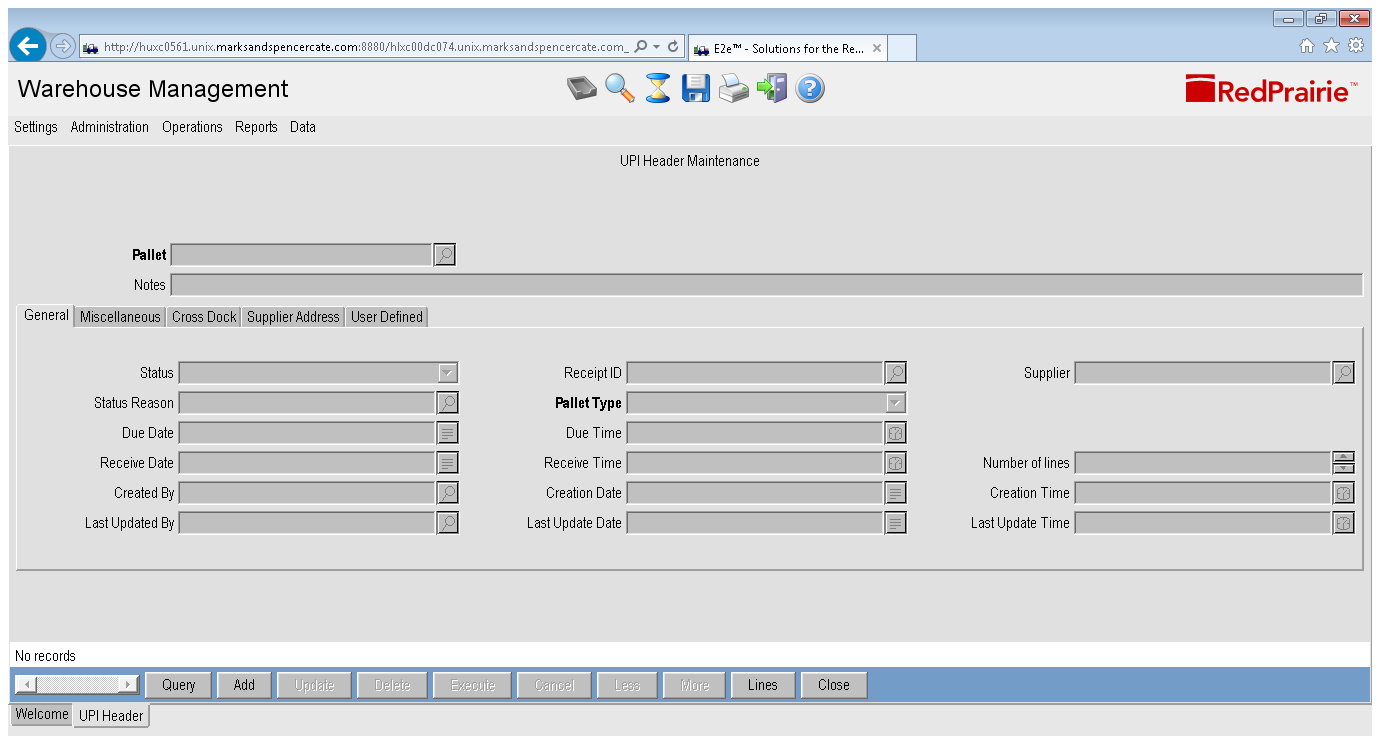 http://huxc0561.unix.marksandspencercate.com:8880/hlxc00dc074.unix.marksandspencercate.com_
E2e™ - Solutions for the Re...
Warehouse Management
RedPrairie™
Settings Administration Operations Reports Data
UPI Header Maintenance
Pallet
Notes
General Miscellaneous Cross Dock Supplier Address User Defined
Status Receipt ID Supplier
Status Reason Pallet Type
Due Date Due Time
Receive Date Receive Time Number of lines
Created By Creation Date Creation Time
Last Updated By Last Update Date Last Update Time
No records
Query Add Update Delete Execute Cancel Less More Lines Close
Welcome UPI Header